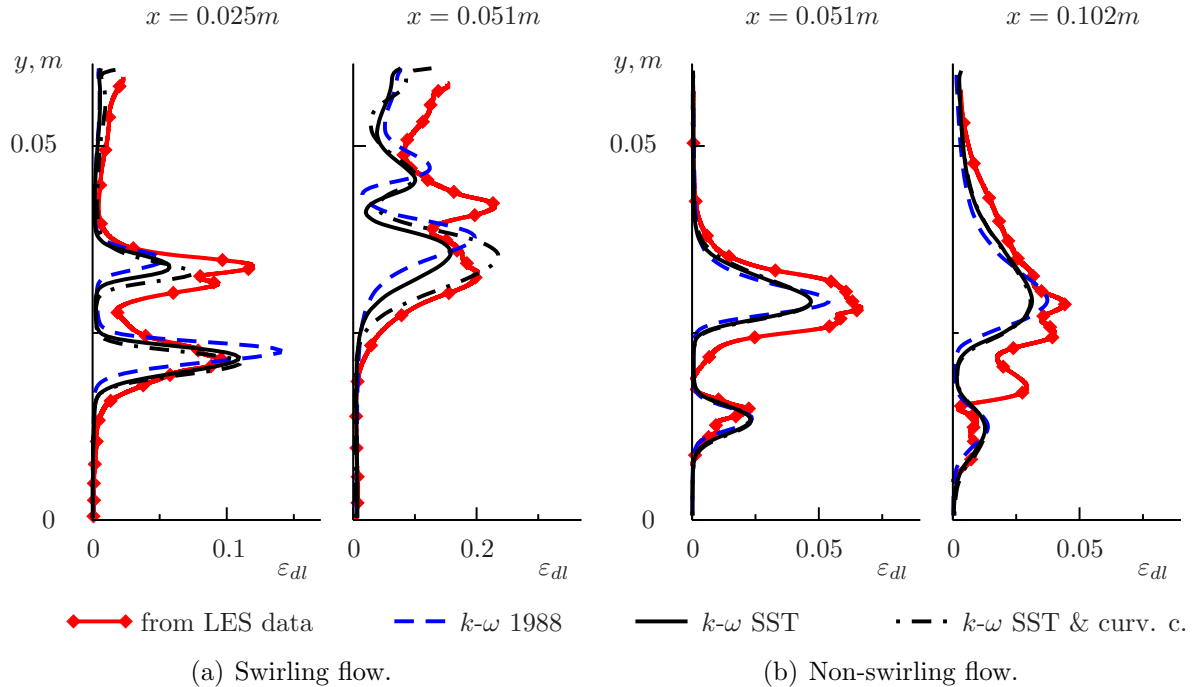 x = 0.025m x = 0.051m x = 0.051m x = 0.102m
y, m y, m
0.05 0.05
0 0
0 0.1 0 0.2 0 0.05 0 0.05
ε_dl ε_dl ε_dl ε_dl
from LES data k-ω 1988 k-ω SST k-ω SST & curv. c.
(a) Swirling flow. (b) Non-swirling flow.